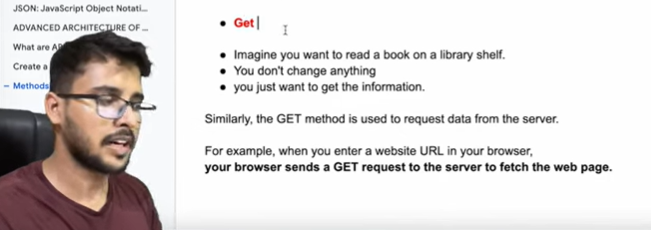 JSON: JavaScript Object Notati...
ADVANCED ARCHITECTURE OF ...
What are
Create a
Methods
Get
Imagine you want to read a book on a library shelf.
You don't change anything
you just want to get the information.
Similarly, the GET method is used to request data from the server.
For example, when you enter a website URL in your browser,
your browser sends a GET request to the server to fetch the web page.